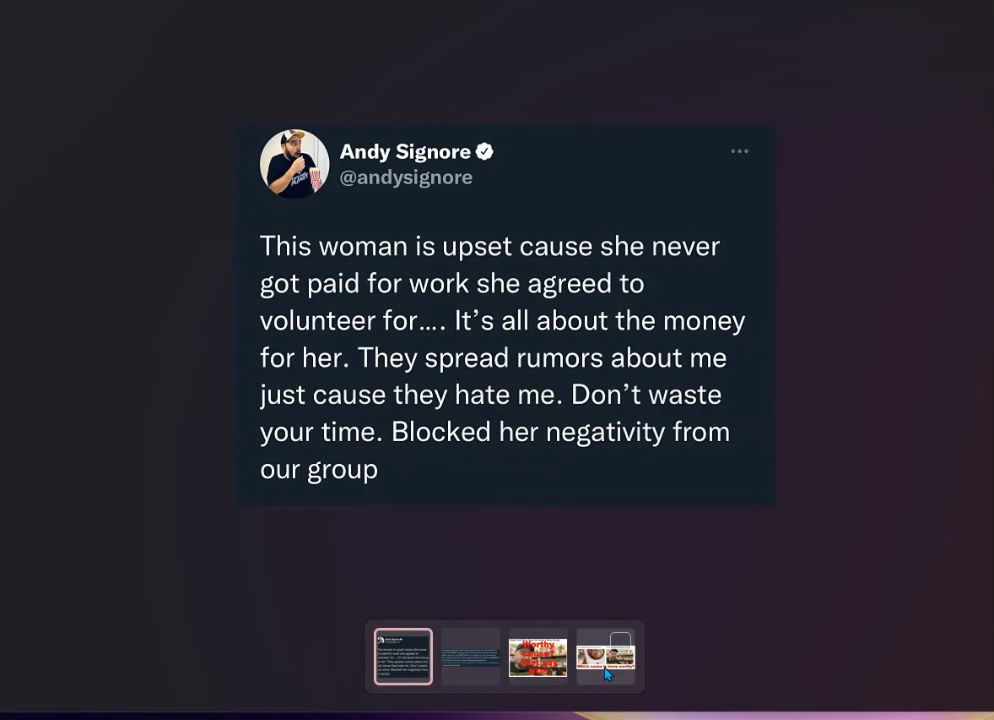 Andy Signore
@andysignore
This woman is upset cause she never
got paid for work she agreed to
volunteer for.... It's all about the money
for her. They spread rumors about me
just cause they hate me. Don't waste
your time. Blocked her negativity from
our group
Worthy